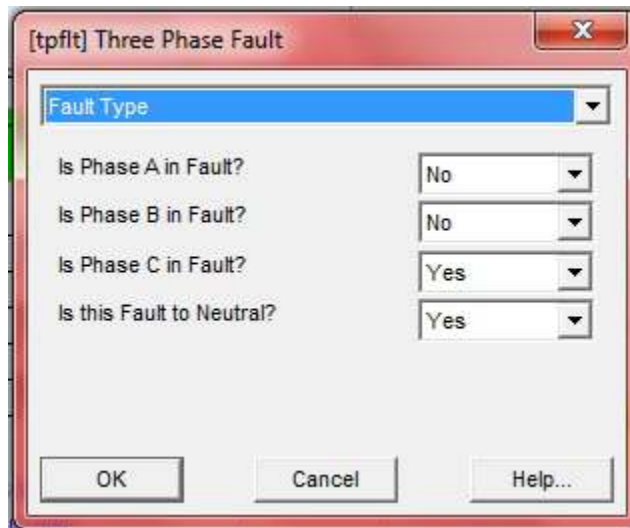 [tpflt] Three Phase Fault
Fault Type
Is Phase A in Fault? No
Is Phase B in Fault? No
Is Phase C in Fault? Yes
Is this Fault to Neutral? Yes
OK Cancel Help...